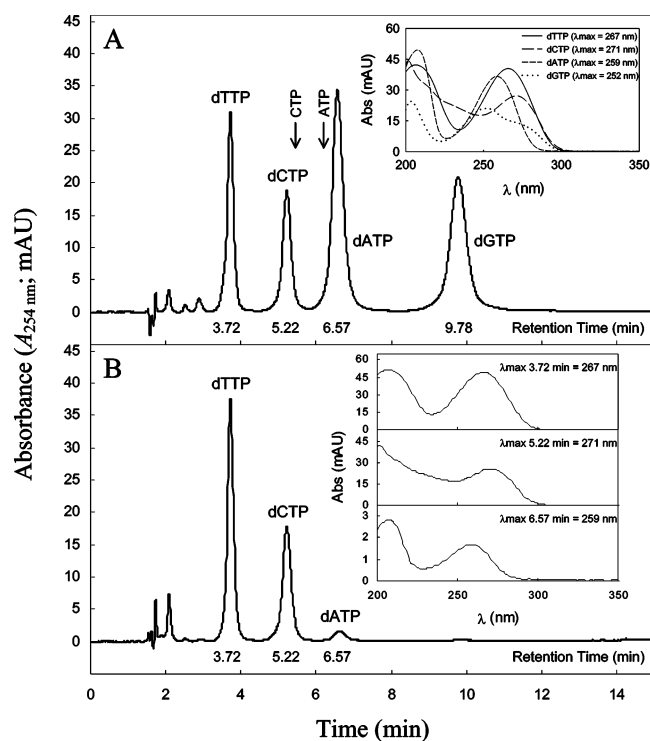 A
45
40
35
30
25
20
15
10
5
0
dTTP
dCTP
CTP
ATP
dATP
dGTP
3.72
5.22
6.57
9.78
Retention Time (min)
60
45
30
15
0
Abs (mAU)
dTTP (λmax = 267 nm)
dCTP (λmax = 271 nm)
dATP (λmax = 259 nm)
dGTP (λmax = 252 nm)
200
250
300
350
λ (nm)
Absorbance (A254 nm; mAU)
B
45
40
35
30
25
20
15
10
5
0
dTTP
dCTP
dATP
3.72
5.22
6.57
Retention Time (min)
60
45
30
15
0
λmax 3.72 min = 267 nm
45
30
15
0
λmax 5.22 min = 271 nm
3
2
1
0
λmax 6.57 min = 259 nm
Abs (mAU)
200
250
300
350
λ (nm)
0
2
4
6
8
10
12
14
Time (min)